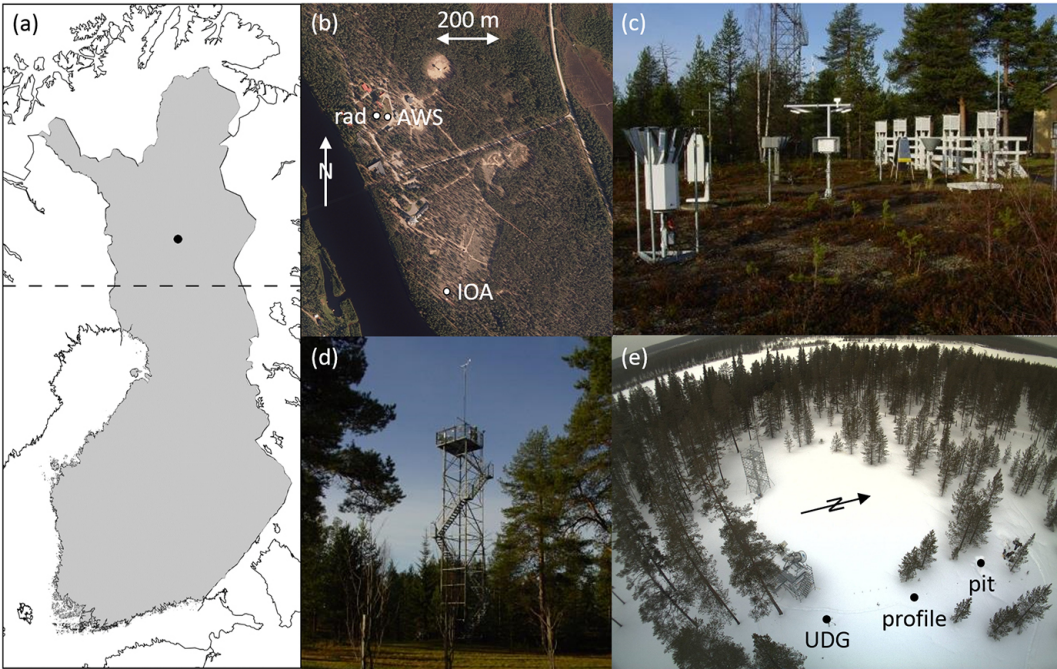 (a)
(b)
200 m
rad
AWS
N
IOA
(c)
(d)
(e)
N
UDG
profile
pit